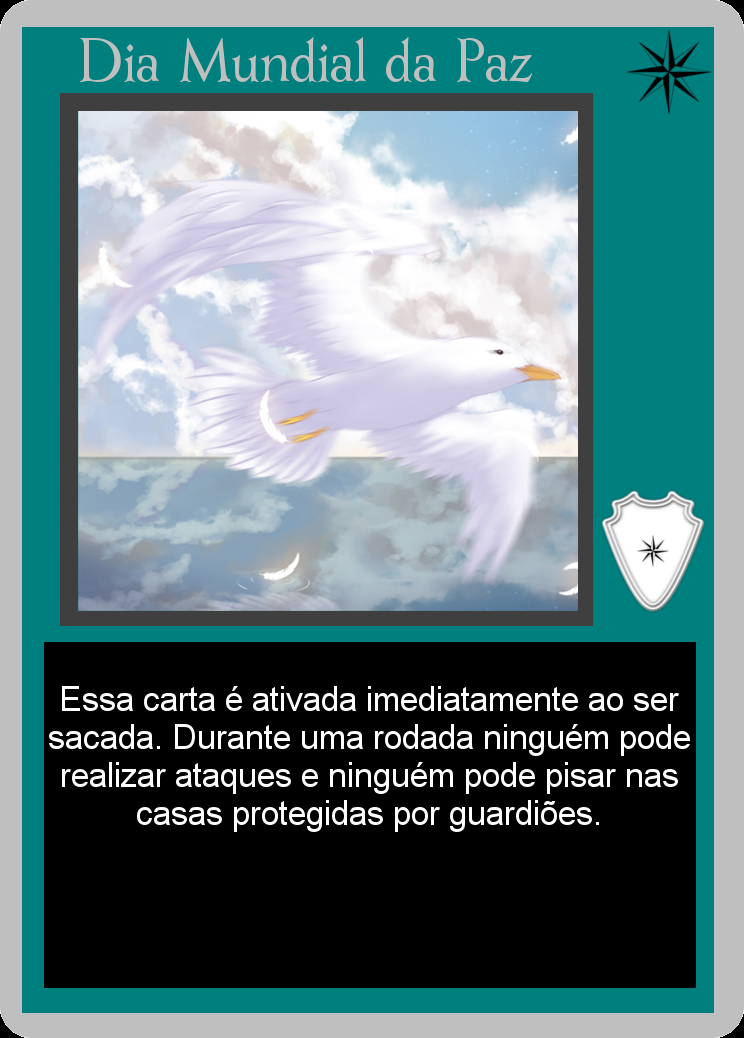 Dia Mundial da Paz
Essa carta é ativada imediatamente ao ser
sacada. Durante uma rodada ninguém pode
realizar ataques e ninguém pode pisar nas
casas protegidas por guardiões.